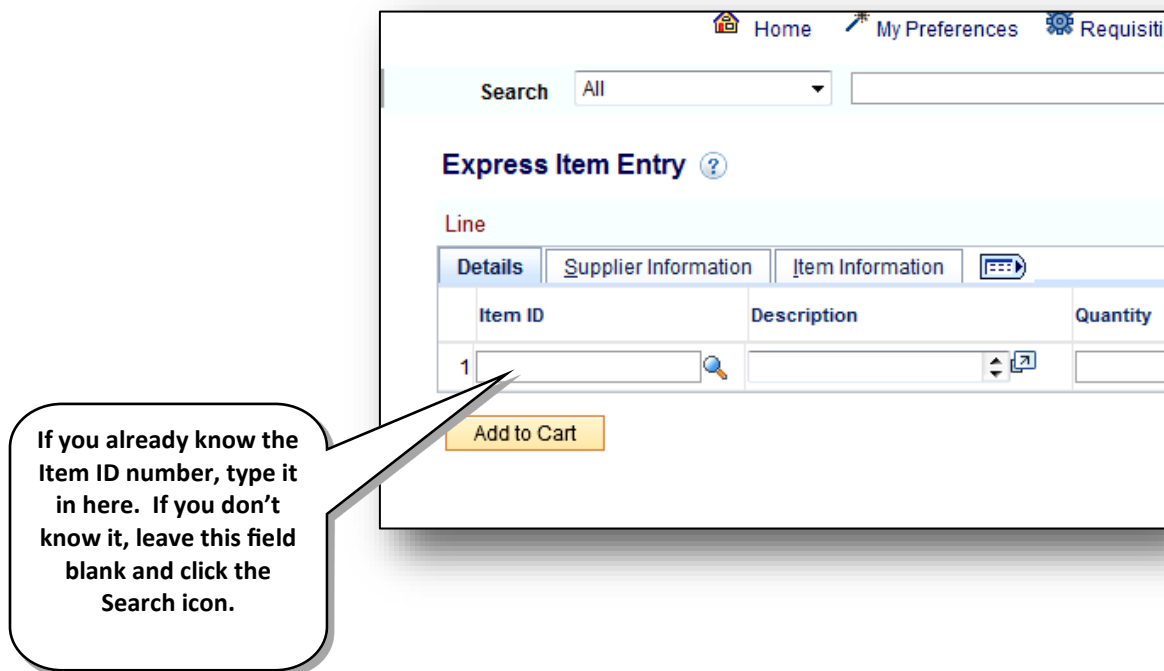 Home My Preferences Requisiti
Search All
Express Item Entry ?
Line
Details Supplier Information Item Information
Item ID Description Quantity
1
Add to Cart
If you already know the
Item ID number, type it
in here. If you don’t
know it, leave this field
blank and click the
Search icon.